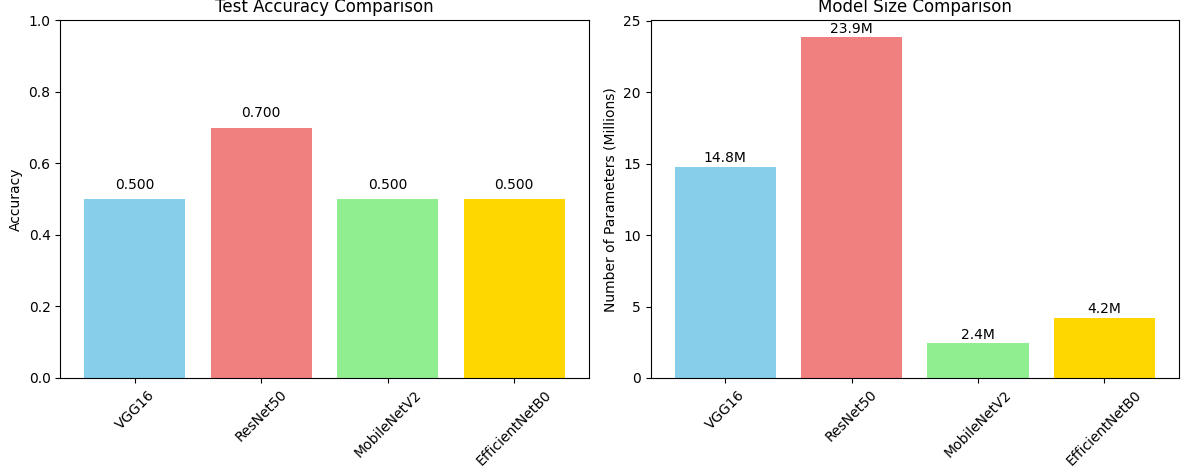 Test Accuracy Comparison
Accuracy
1.0
0.8
0.6
0.4
0.2
0.0
0.500
0.700
0.500
0.500
VGG16
ResNet50
MobileNetV2
EfficientNetB0
Model Size Comparison
Number of Parameters (Millions)
25
20
15
10
5
0
14.8M
23.9M
2.4M
4.2M
VGG16
ResNet50
MobileNetV2
EfficientNetB0